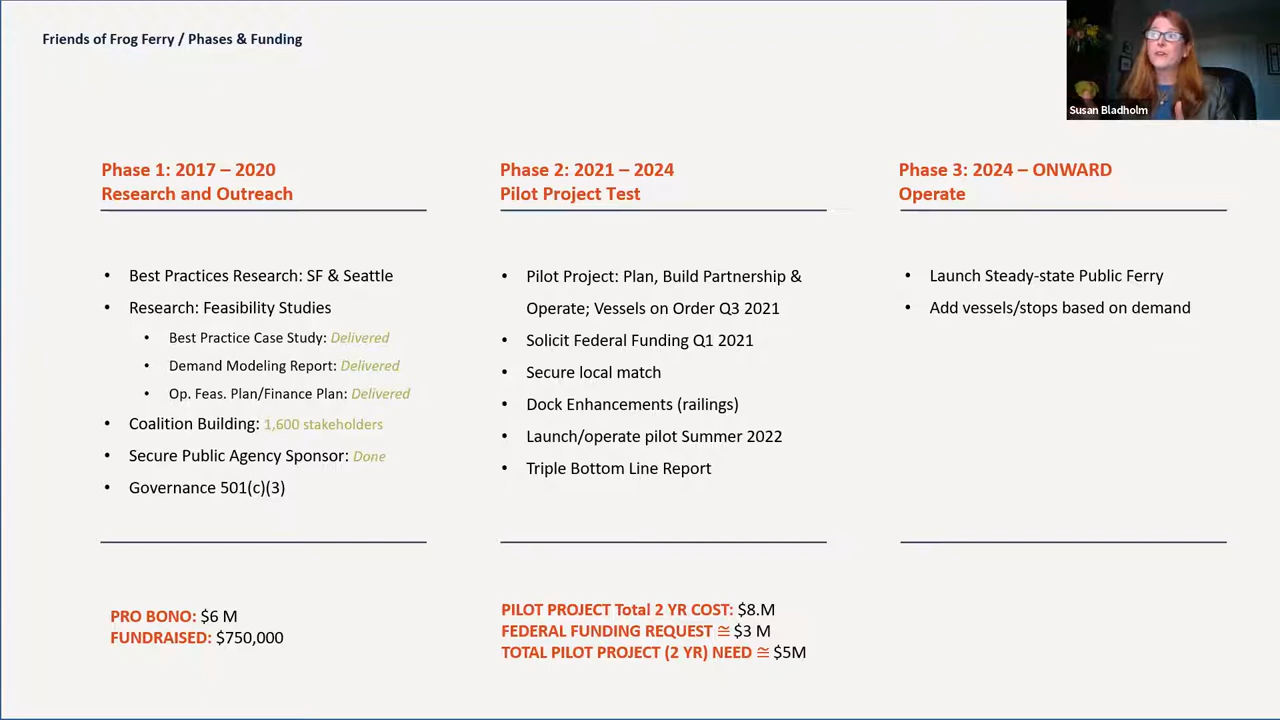 Friends of Frog Ferry / Phases & Funding
Susan Bladholm
Phase 1: 2017 – 2020
Research and Outreach
• Best Practices Research: SF & Seattle
• Research: Feasibility Studies
• Best Practice Case Study: Delivered
• Demand Modeling Report: Delivered
• Op. Feas. Plan/Finance Plan: Delivered
• Coalition Building: 1,600 stakeholders
• Secure Public Agency Sponsor: Done
• Governance 501(c)(3)
PRO BONO: $6 M
FUNDRAISED: $750,000
Phase 2: 2021 – 2024
Pilot Project Test
• Pilot Project: Plan, Build Partnership &
Operate; Vessels on Order Q3 2021
• Solicit Federal Funding Q1 2021
• Secure local match
• Dock Enhancements (railings)
• Launch/operate pilot Summer 2022
• Triple Bottom Line Report
PILOT PROJECT Total 2 YR COST: $8.M
FEDERAL FUNDING REQUEST ≅ $3 M
TOTAL PILOT PROJECT (2 YR) NEED ≅ $5M
Phase 3: 2024 – ONWARD
Operate
• Launch Steady-state Public Ferry
• Add vessels/stops based on demand